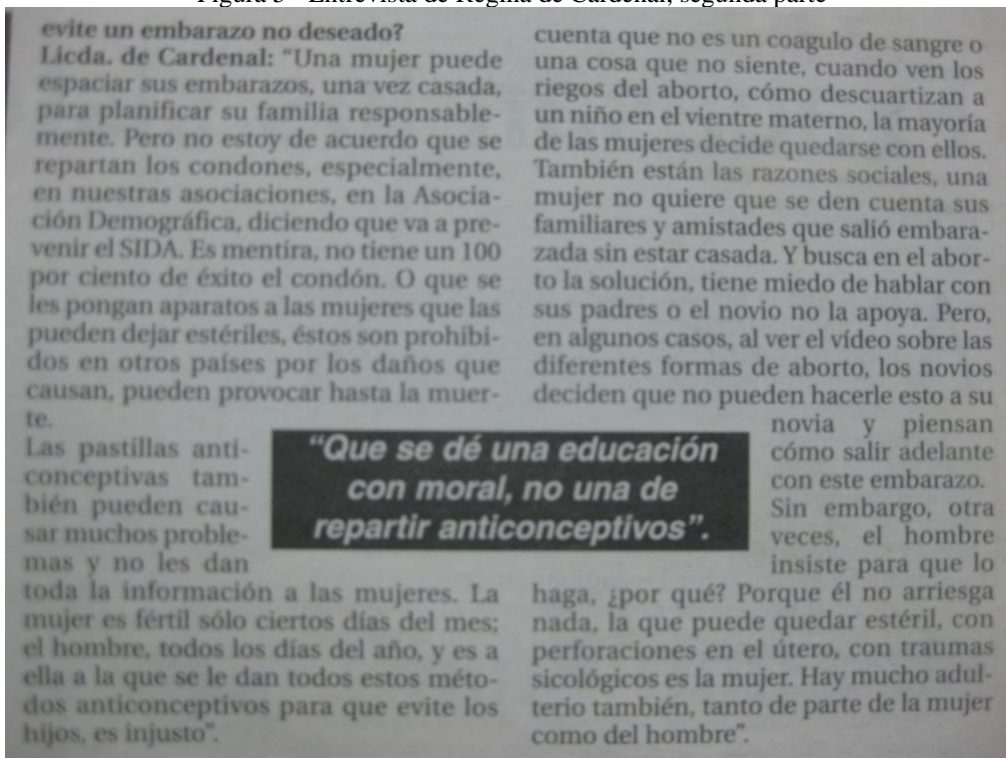 Figura 3 - Entrevista de Regina de Cardenal, segunda parte
evite un embarazo no deseado?
Licda. de Cardenal: “Una mujer puede
espaciar sus embarazos, una vez casada,
para planificar su familia responsable-
mente. Pero no estoy de acuerdo que se
repartan los condones, especialmente,
en nuestras asociaciones, en la Asocia-
ción Demográfica, diciendo que va a pre-
venir el SIDA. Es mentira, no tiene un 100
por ciento de éxito el condón. O que se
les pongan aparatos a las mujeres que las
pueden dejar estériles, éstos son prohibi-
dos en otros países por los daños que
causan, pueden provocar hasta la muer-
te.
Las pastillas anti-
conceptivas tam-
bién pueden cau-
sar muchos proble-
mas y no les dan
toda la información a las mujeres. La
mujer es fértil sólo ciertos días del mes;
el hombre, todos los días del año, y es a
ella a la que se le dan todos estos méto-
dos anticonceptivos para que evite los
hijos, es injusto”.
“Que se dé una educación
con moral, no una de
repartir anticonceptivos”.
cuenta que no es un coagulo de sangre o
una cosa que no siente, cuando ven los
riegos del aborto, cómo descuartizan a
un niño en el vientre materno, la mayoría
de las mujeres decide quedarse con ellos.
También están las razones sociales, una
mujer no quiere que se den cuenta sus
familiares y amistades que salió embara-
zada sin estar casada. Y busca en el abor-
to la solución, tiene miedo de hablar con
sus padres o el novio no la apoya. Pero,
en algunos casos, al ver el vídeo sobre las
diferentes formas de aborto, los novios
deciden que no pueden hacerle esto a su
novia y piensan
cómo salir adelante
con este embarazo.
Sin embargo, otra
veces, el hombre
insiste para que lo
haga, ¿por qué? Porque él no arriesga
nada, la que puede quedar estéril, con
perforaciones en el útero, con traumas
sicológicos es la mujer. Hay mucho adul-
terio también, tanto de parte de la mujer
como del hombre”.